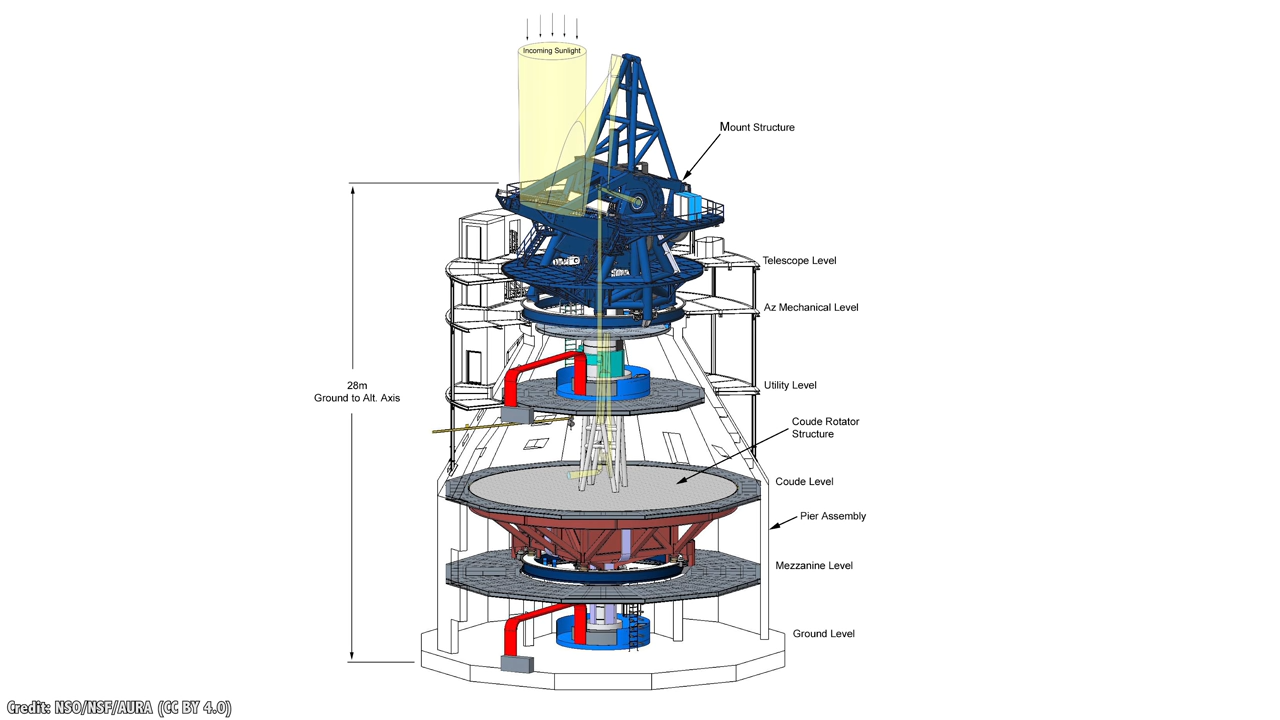 Incoming Sunlight
Mount Structure
Telescope Level
Az Mechanical Level
28m
Ground to Alt. Axis
Utility Level
Coude Rotator
Structure
Coude Level
Pier Assembly
Mezzanine Level
Ground Level
Credit: NSO/NSF/AURA (CC BY 4.0)